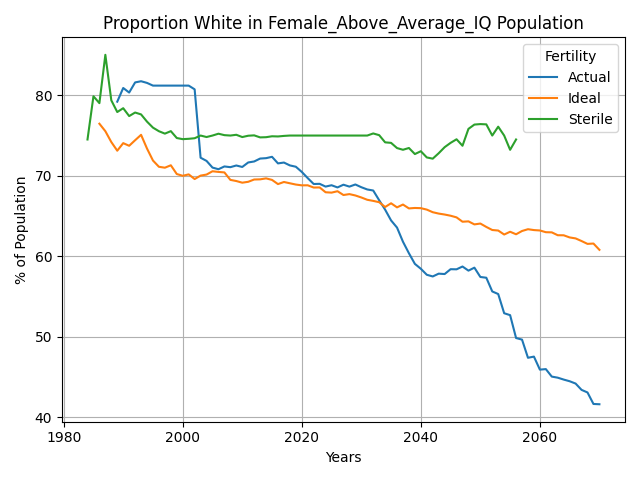 Proportion White in Female_Above_Average_IQ Population
Fertility
Actual
Ideal
Sterile
% of Population
80
70
60
50
40
1980
2000
2020
2040
2060
Years